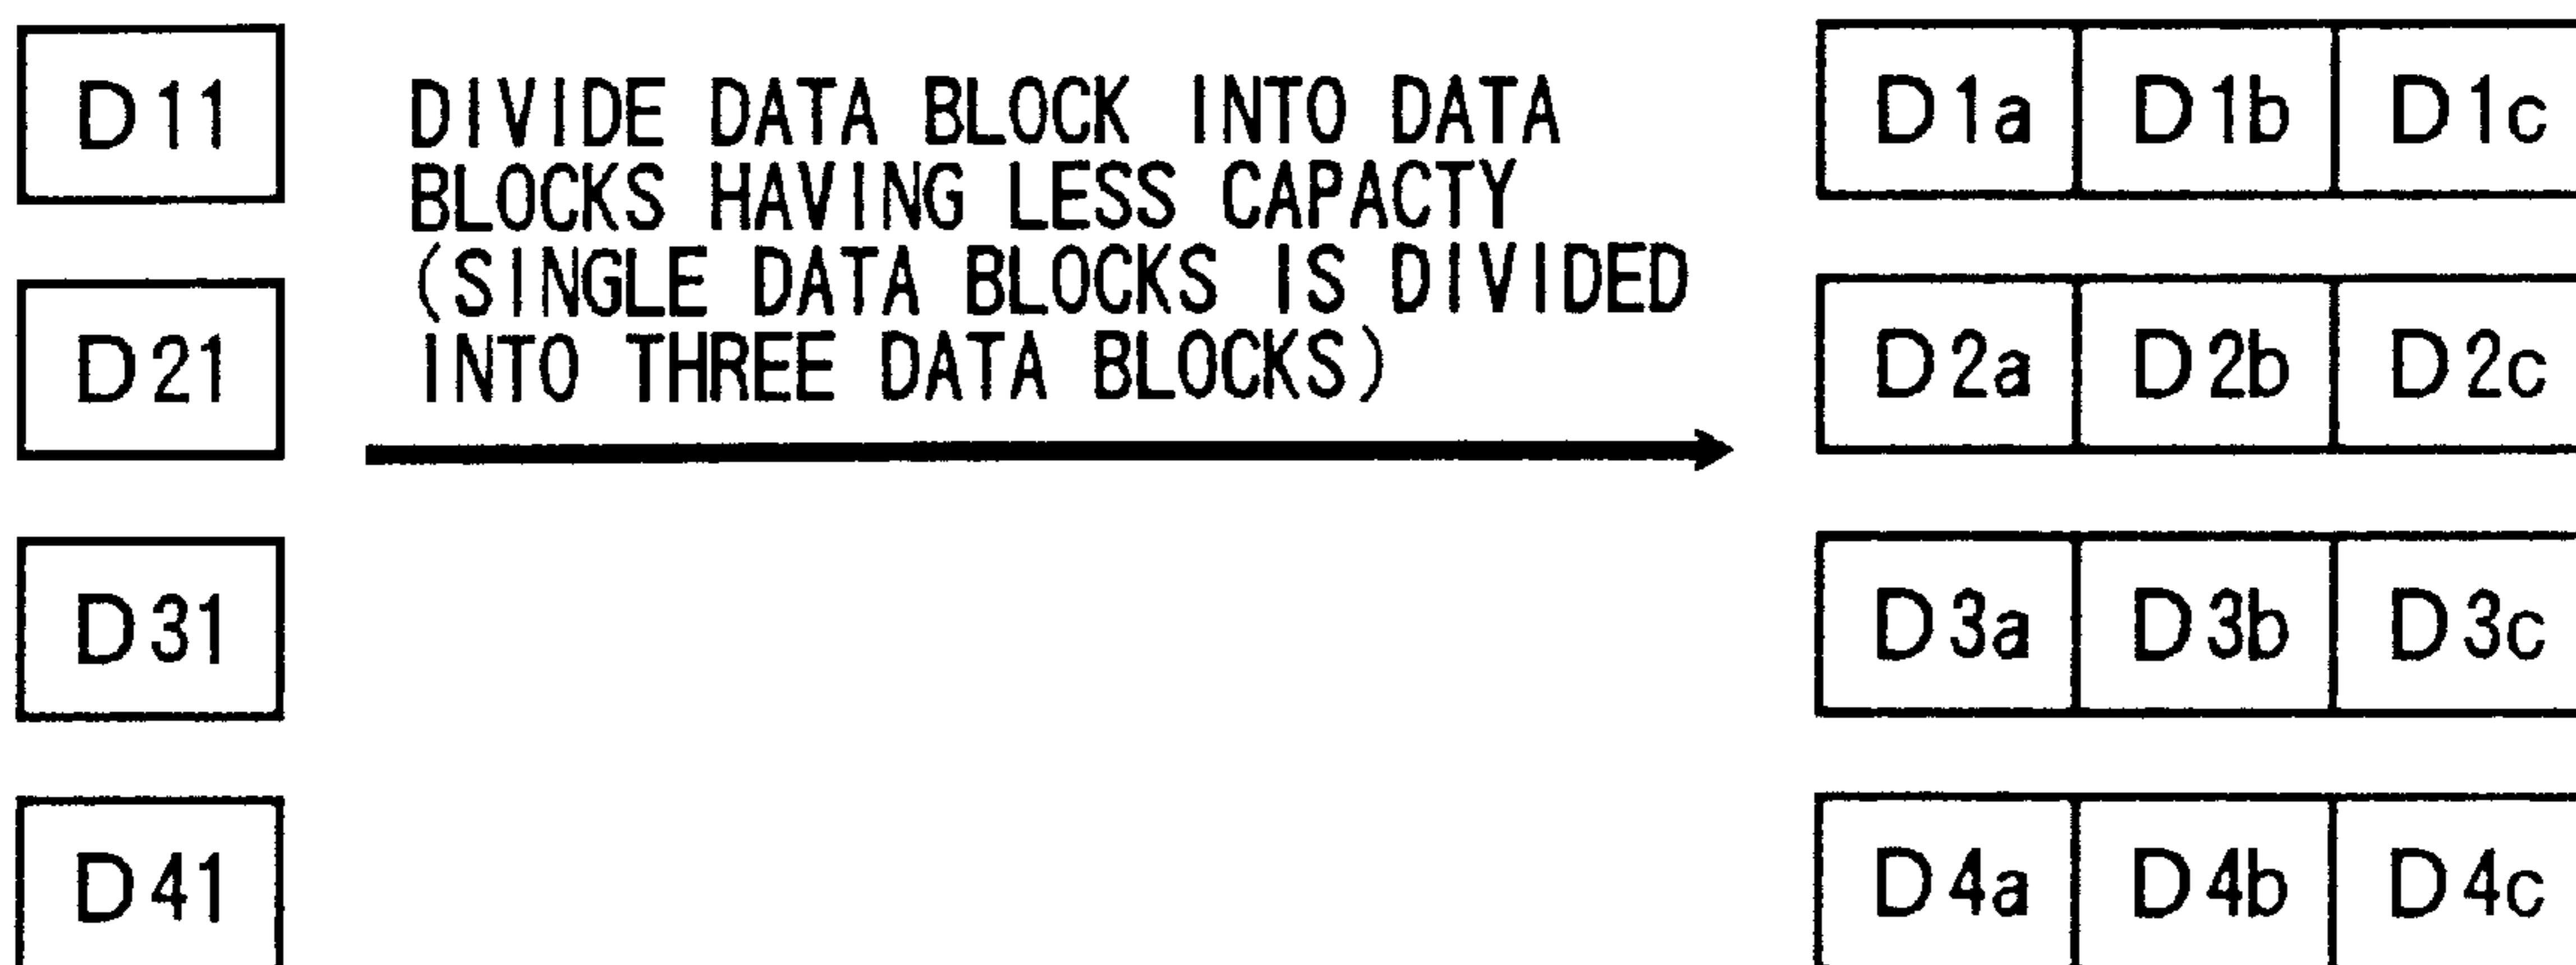 D11
DIVIDE DATA BLOCK INTO DATA
BLOCKS HAVING LESS CAPACTY
(SINGLE DATA BLOCKS IS DIVIDED
INTO THREE DATA BLOCKS)
D1a D1b D1c
D21
D2a D2b D2c
D31
D3a D3b D3c
D41
D4a D4b D4c